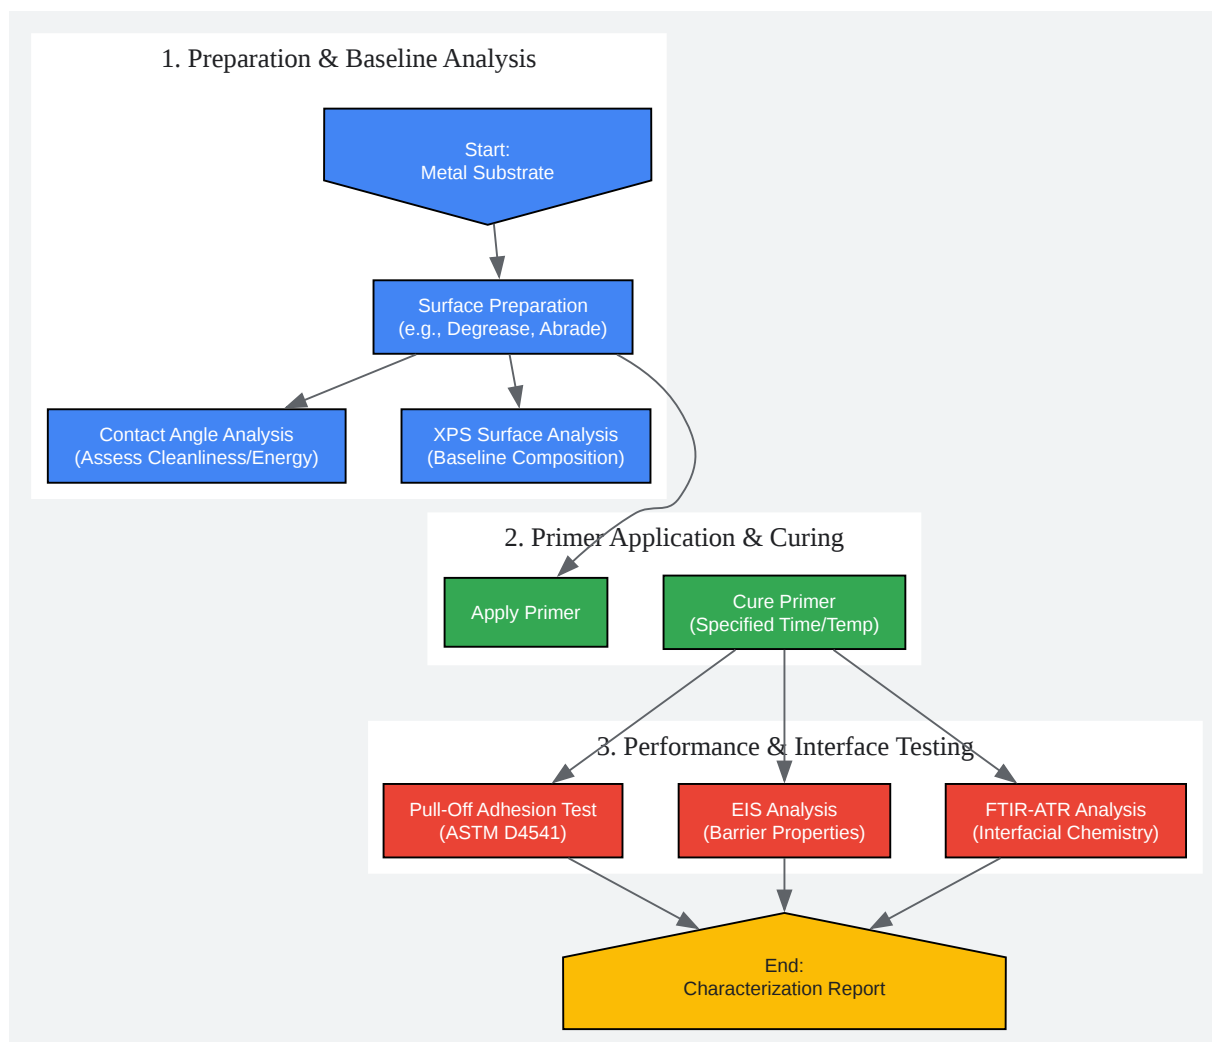 1. Preparation & Baseline Analysis
Start:
Metal Substrate
Surface Preparation
(e.g., Degrease, Abrade)
Contact Angle Analysis
(Assess Cleanliness/Energy)
XPS Surface Analysis
(Baseline Composition)
2. Primer Application & Curing
Apply Primer
Cure Primer
(Specified Time/Temp)
3. Performance & Interface Testing
Pull-Off Adhesion Test
(ASTM D4541)
EIS Analysis
(Barrier Properties)
FTIR-ATR Analysis
(Interfacial Chemistry)
End:
Characterization Report